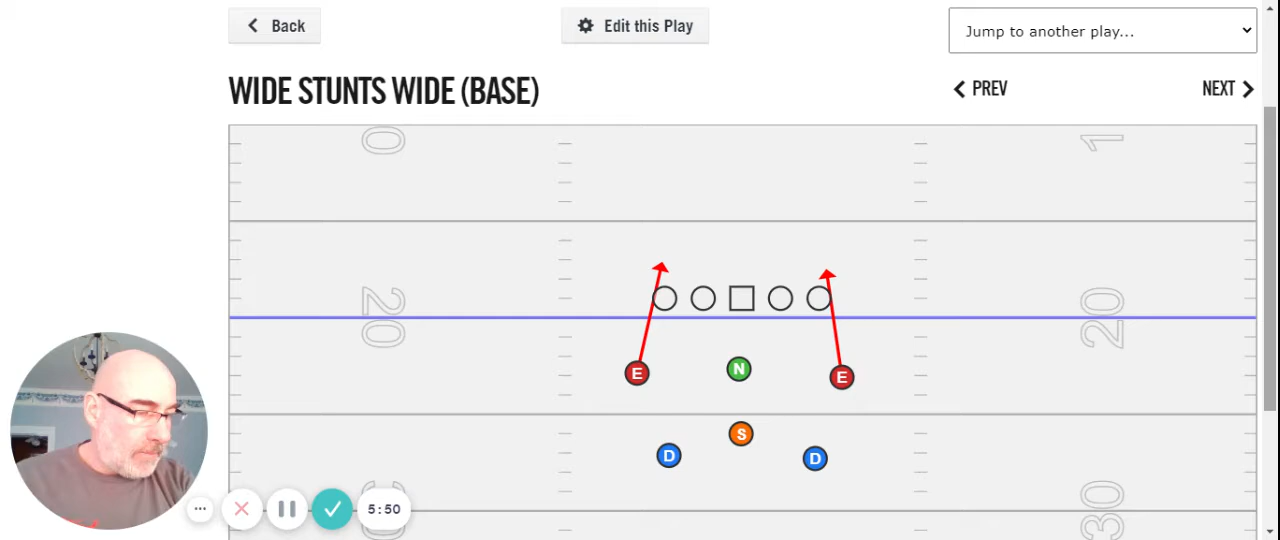 Back
Edit this Play
Jump to another play...
WIDE STUNTS WIDE (BASE)
PREV
NEXT
0
1
20
20
E
N
E
S
D
D
30
5:50